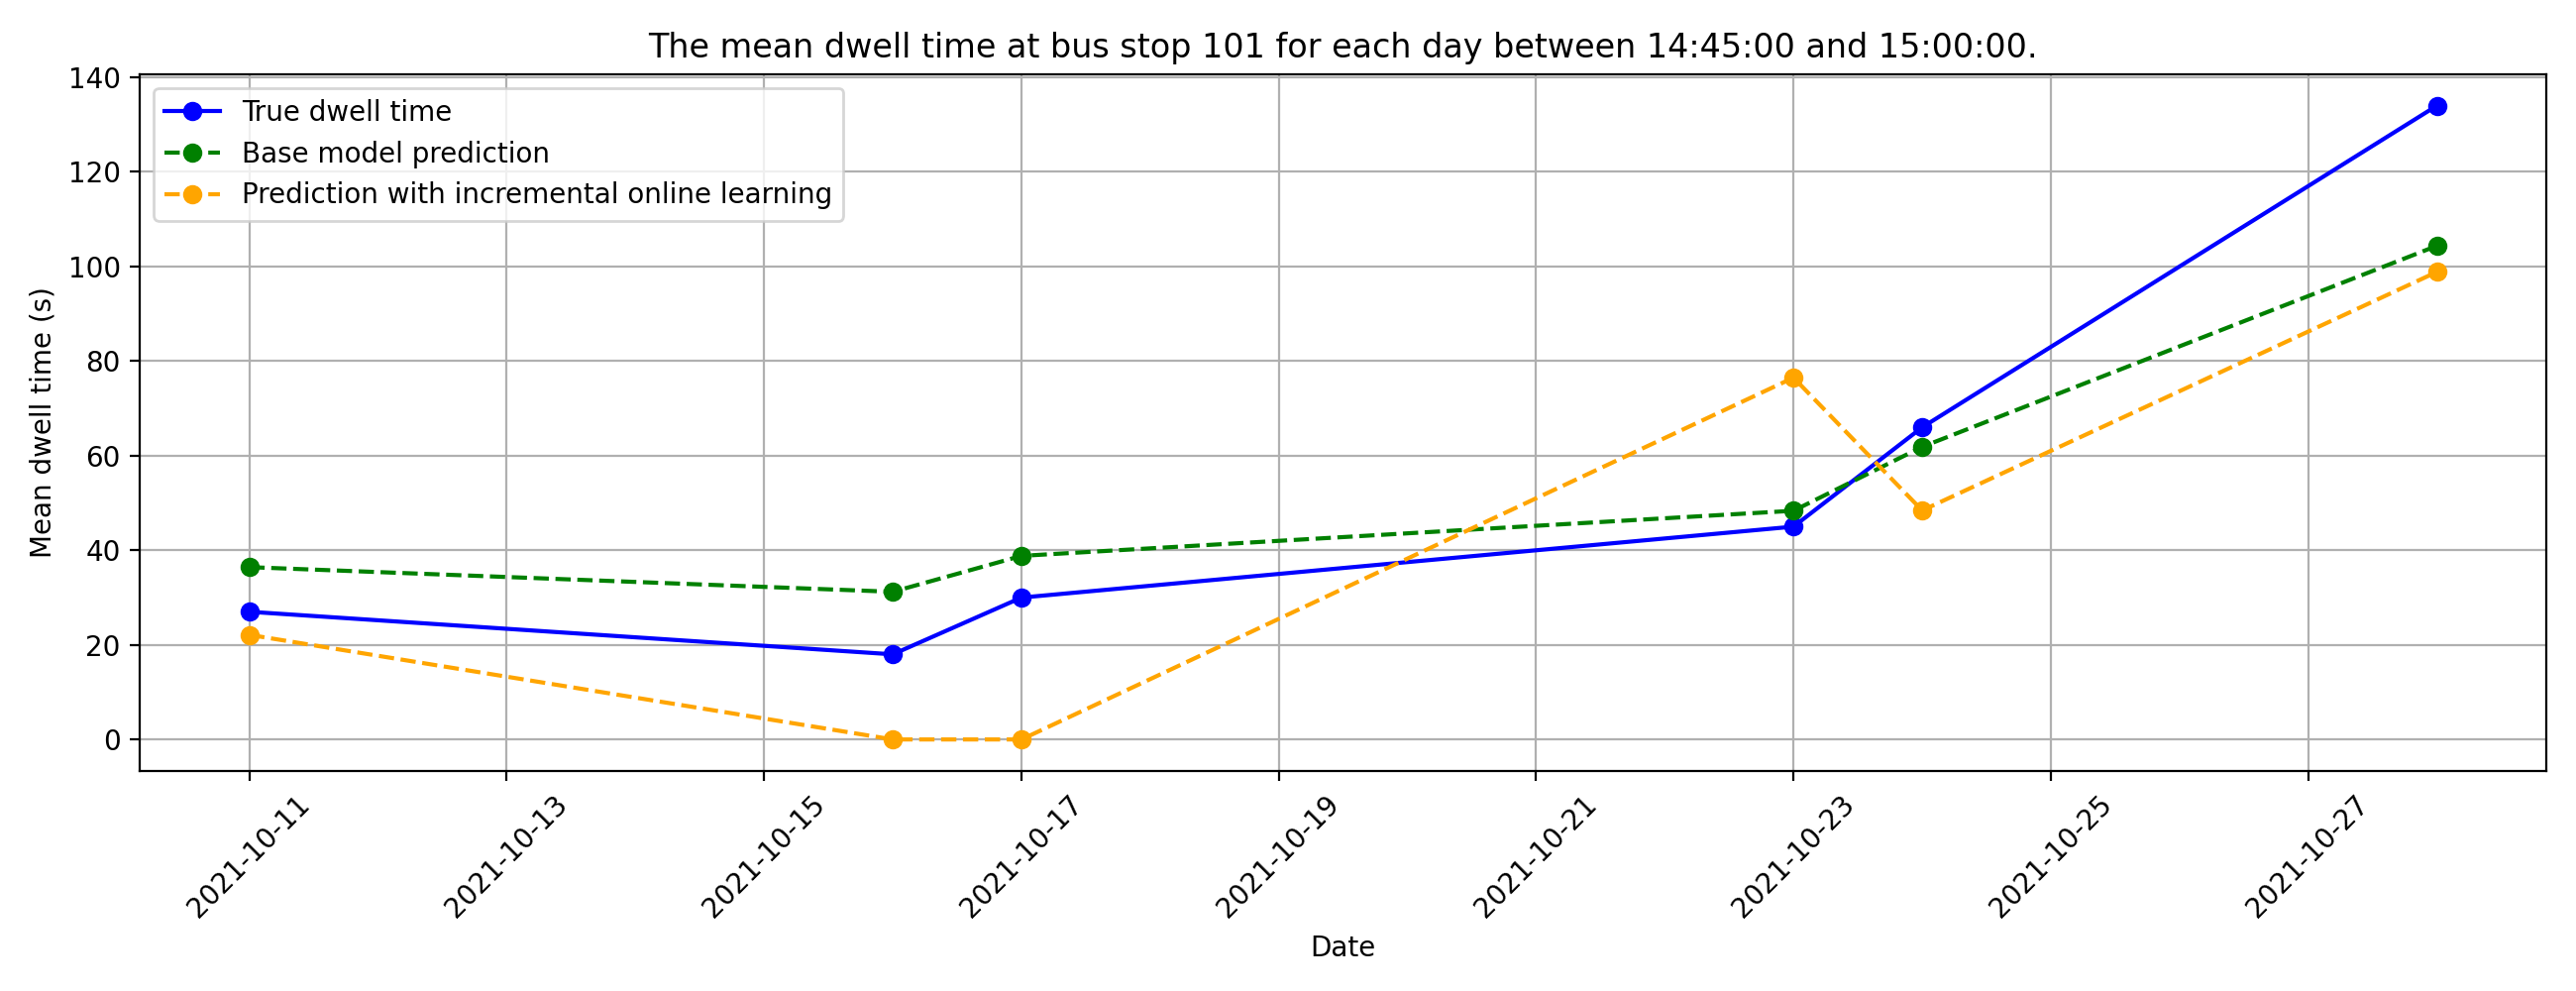 The mean dwell time at bus stop 101 for each day between 14:45:00 and 15:00:00.
True dwell time
Base model prediction
Prediction with incremental online learning
Mean dwell time (s)
140
120
100
80
60
40
20
0
2021-10-11
2021-10-13
2021-10-15
2021-10-17
2021-10-19
2021-10-21
2021-10-23
2021-10-25
2021-10-27
Date